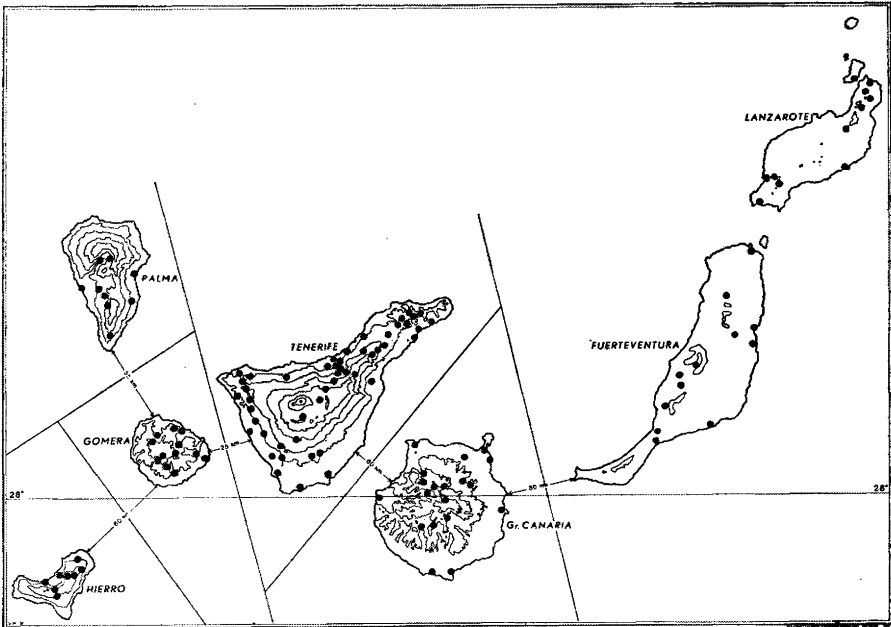 LANZAROTE
PALMA
TENERIFE
FUERTEVENTURA
GOMERA
28°
28°
Gr. CANARIA
HIERRO